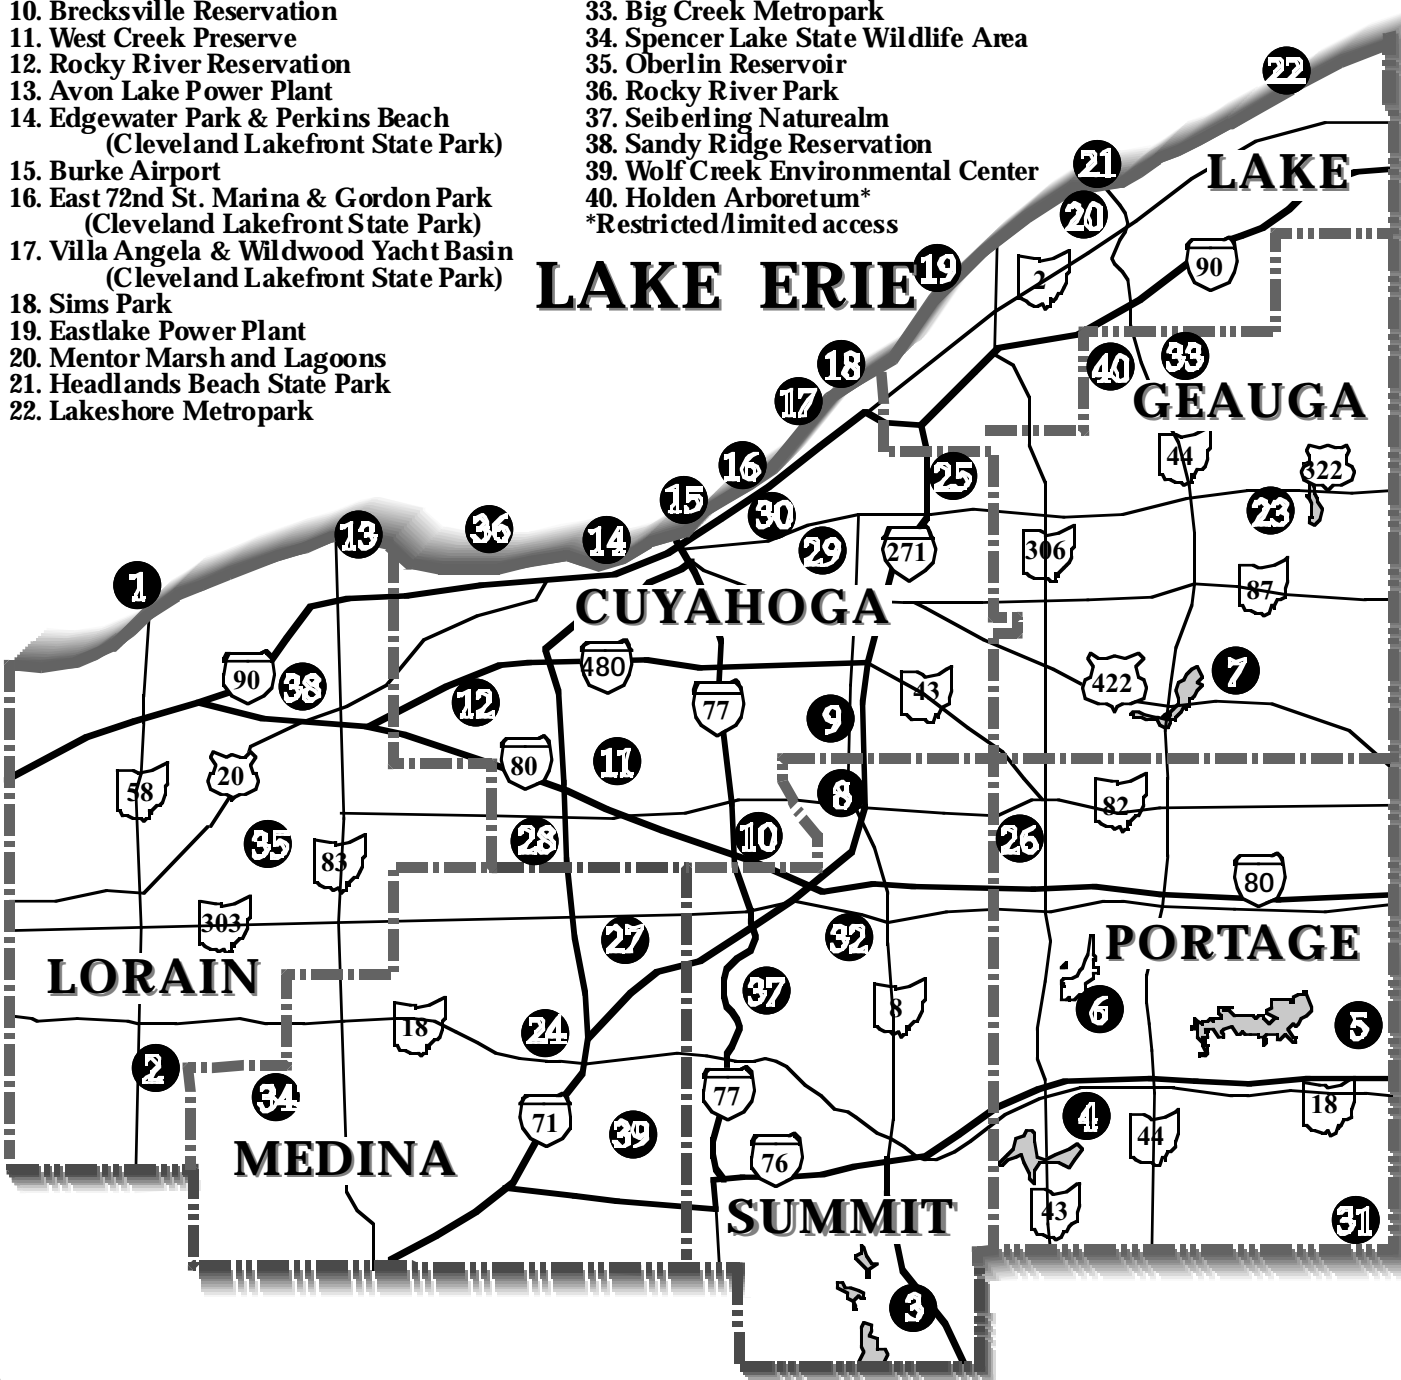 10. Brecksville Reservation
11. West Creek Preserve
12. Rocky River Reservation
13. Avon Lake Power Plant
14. Edgewater Park & Perkins Beach
(Cleveland Lakefront State Park)
15. Burke Airport
16. East 72nd St. Marina & Gordon Park
(Cleveland Lakefront State Park)
17. Villa Angela & Wildwood Yacht Basin
(Cleveland Lakefront State Park)
18. Sims Park
19. Eastlake Power Plant
20. Mentor Marsh and Lagoons
21. Headlands Beach State Park
22. Lakeshore Metropark
33. Big Creek Metropark
34. Spencer Lake State Wildlife Area
35. Oberlin Reservoir
36. Rocky River Park
37. Seiberling Naturealm
38. Sandy Ridge Reservation
39. Wolf Creek Environmental Center
40. Holden Arboretum*
*Restricted/limited access
22
21
LAKE
20
19
90
2
LAKE ERIE
18
40
33
17
GEAUGA
44
322
16
25
15
30
23
13
36
14
29
271
306
1
87
CUYAHOGA
480
90
38
7
422
12
77
43
9
80
11
20
58
8
82
10
28
26
35
83
80
303
27
32
PORTAGE
LORAIN
37
6
8
18
24
5
2
34
77
18
71
4
44
39
MEDINA
76
43
SUMMIT
31
3